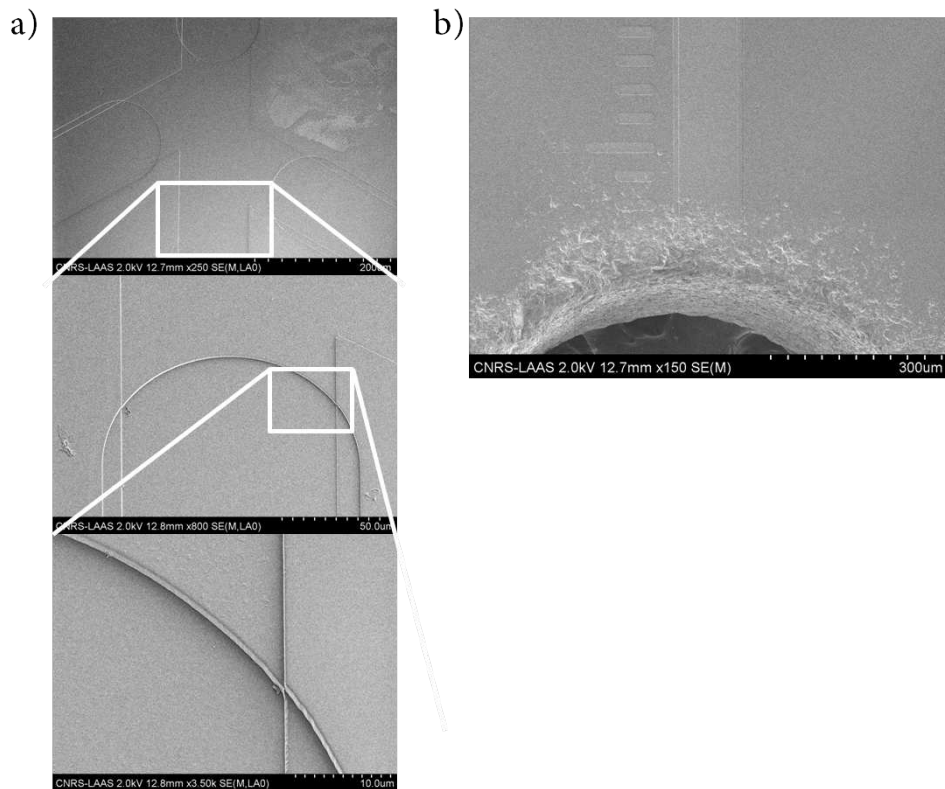 a)
CNRS-LAAS 2.0kV 12.7mm x250 SE(M,LA0)
200um
CNRS-LAAS 2.0kV 12.8mm x800 SE(M,LA0)
50.0um
CNRS-LAAS 2.0kV 12.8mm x3.50k SE(M,LA0)
10.0um
b)
CNRS-LAAS 2.0kV 12.7mm x150 SE(M)
300um